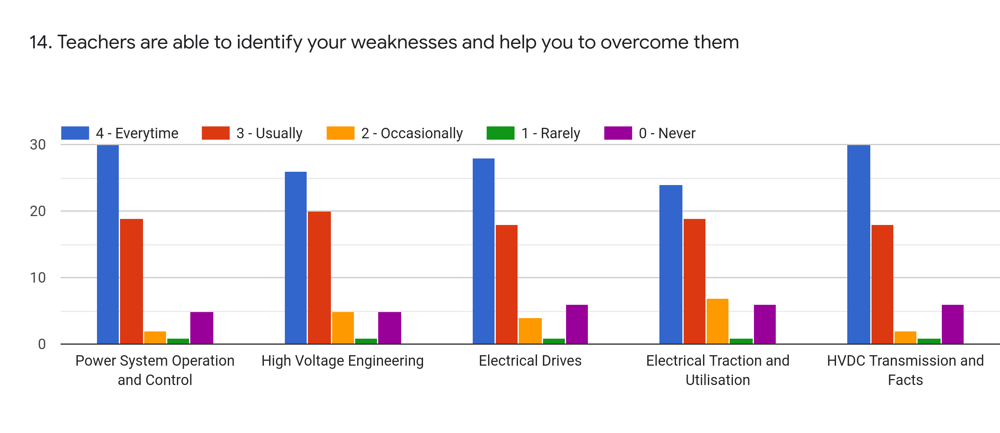 14. Teachers are able to identify your weaknesses and help you to overcome them
4 - Everytime
3 - Usually
2 - Occasionally
1 - Rarely
0 - Never
30
20
10
0
Power System Operation
and Control
High Voltage Engineering
Electrical Drives
Electrical Traction and
Utilisation
HVDC Transmission and
Facts